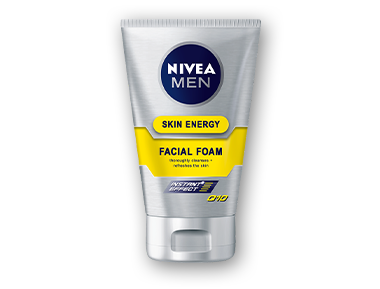 NIVEA
MEN
SKIN ENERGY
FACIAL FOAM
thoroughly cleanses +
refreshes the skin
INSTANT
EFFECT
Q10